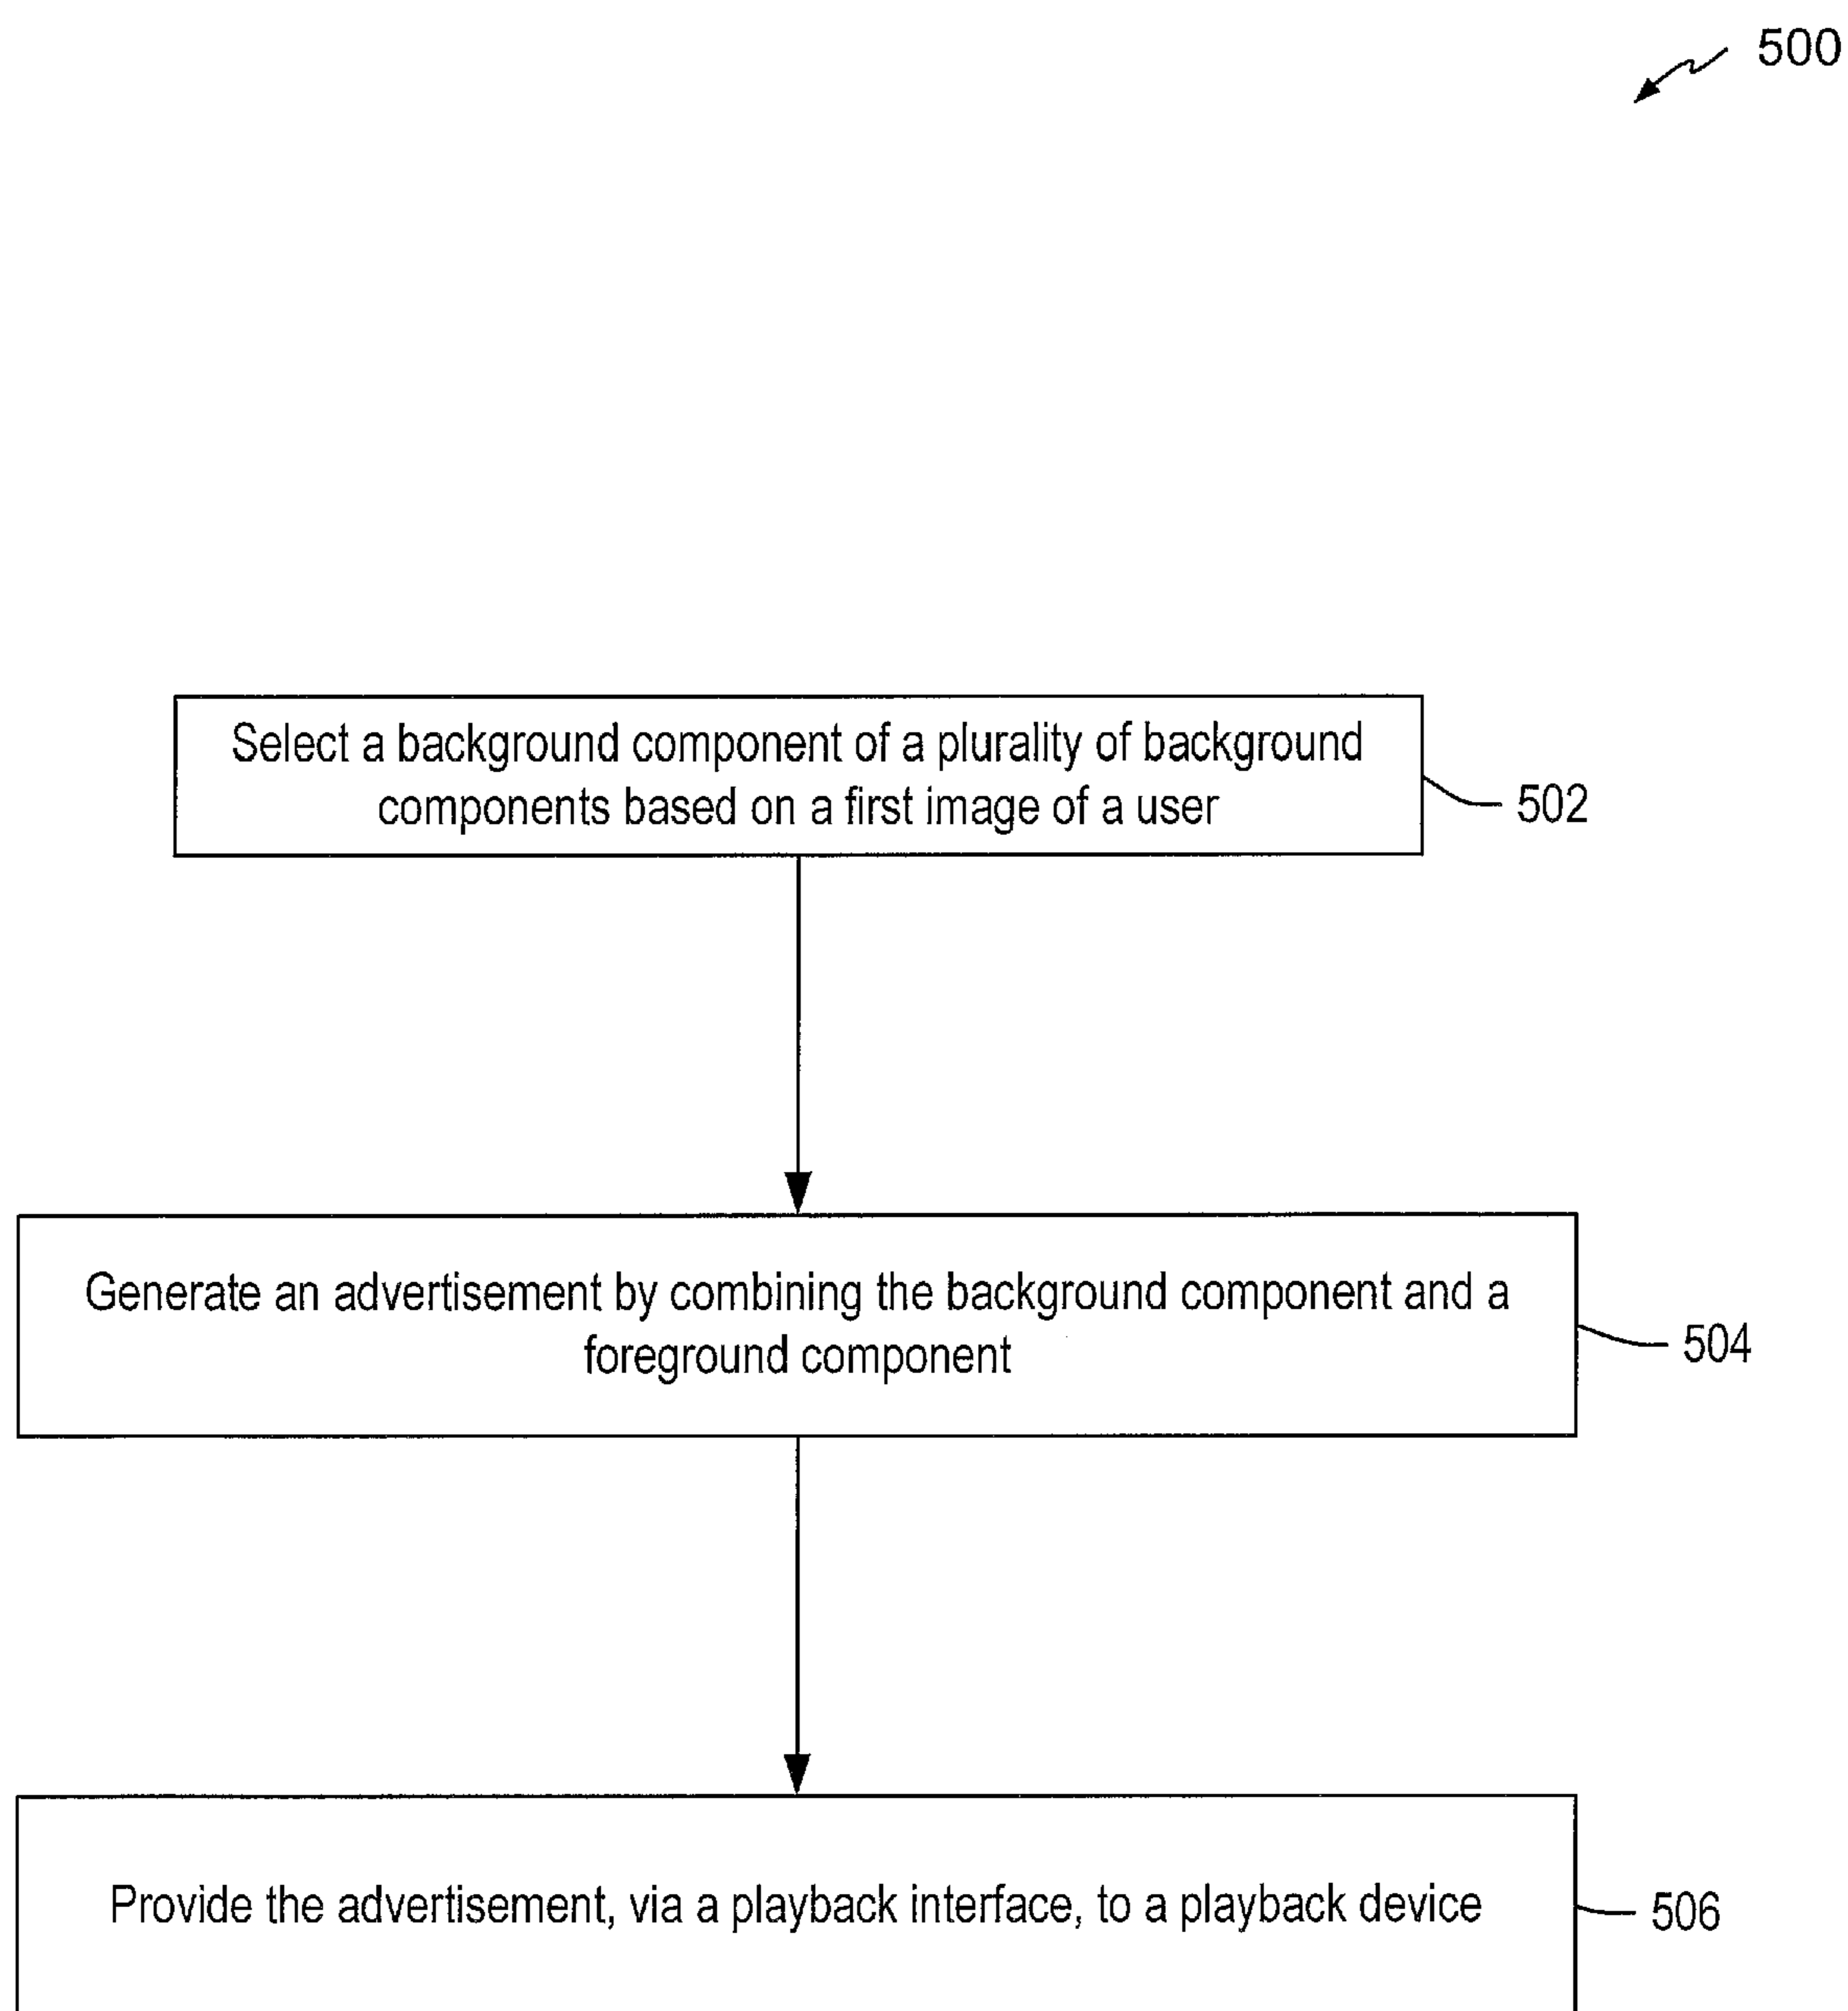 500
Select a background component of a plurality of background
components based on a first image of a user
502
Generate an advertisement by combining the background component and a
foreground component
504
Provide the advertisement, via a playback interface, to a playback device
506